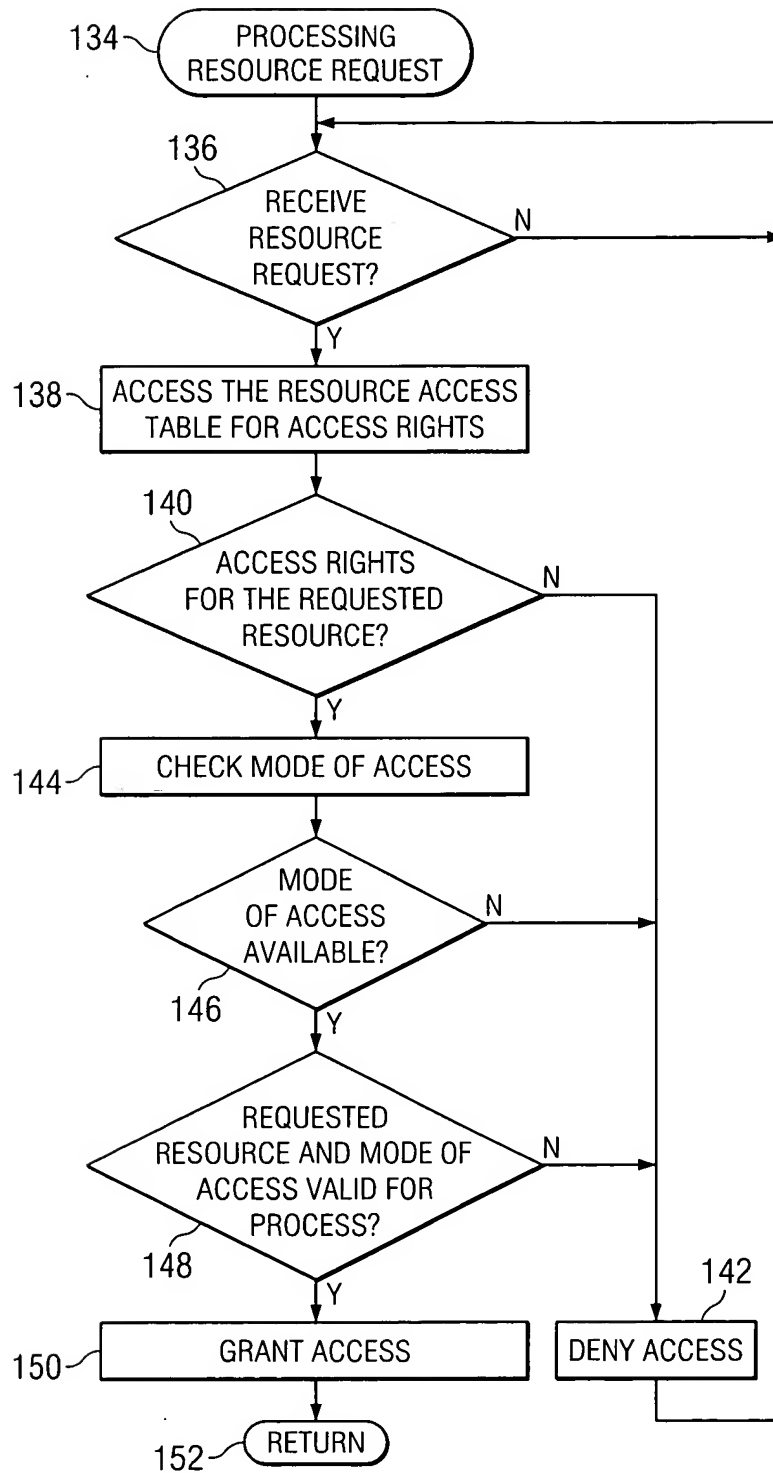 134
PROCESSING
RESOURCE REQUEST
136
RECEIVE
RESOURCE
REQUEST?
N
Y
138
ACCESS THE RESOURCE ACCESS
TABLE FOR ACCESS RIGHTS
140
ACCESS RIGHTS
FOR THE REQUESTED
RESOURCE?
N
Y
144
CHECK MODE OF ACCESS
MODE
OF ACCESS
AVAILABLE?
N
146
Y
REQUESTED
RESOURCE AND MODE OF
ACCESS VALID FOR
PROCESS?
N
148
Y
142
150
GRANT ACCESS
DENY ACCESS
152
RETURN